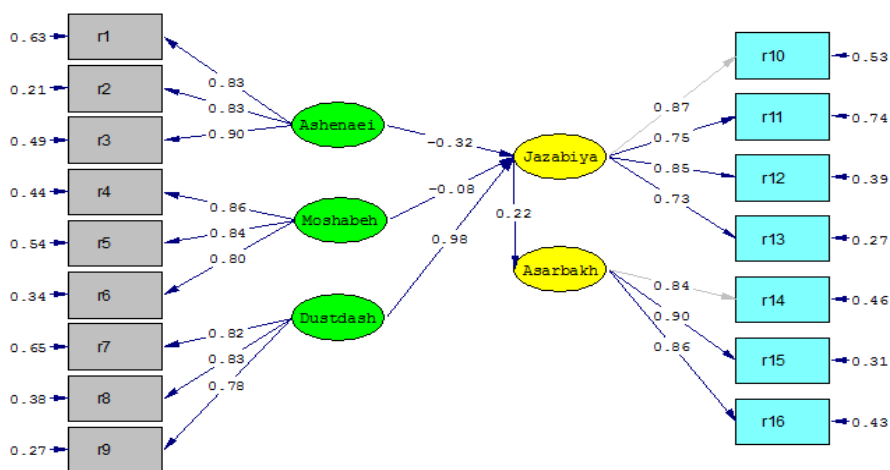 0.63 r1
0.21 r2
0.49 r3
0.44 r4
0.54 r5
0.34 r6
0.65 r7
0.38 r8
0.27 r9
0.83
0.83
0.90
0.86
0.84
0.80
0.82
0.83
0.78
Ashenaei
Moshabeh
Dustdash
-0.32
-0.08
0.98
Jazabiya
0.22
Asarbakh
0.87
0.75
0.85
0.73
0.84
0.90
0.86
r10 0.53
r11 0.74
r12 0.39
r13 0.27
r14 0.46
r15 0.31
r16 0.43